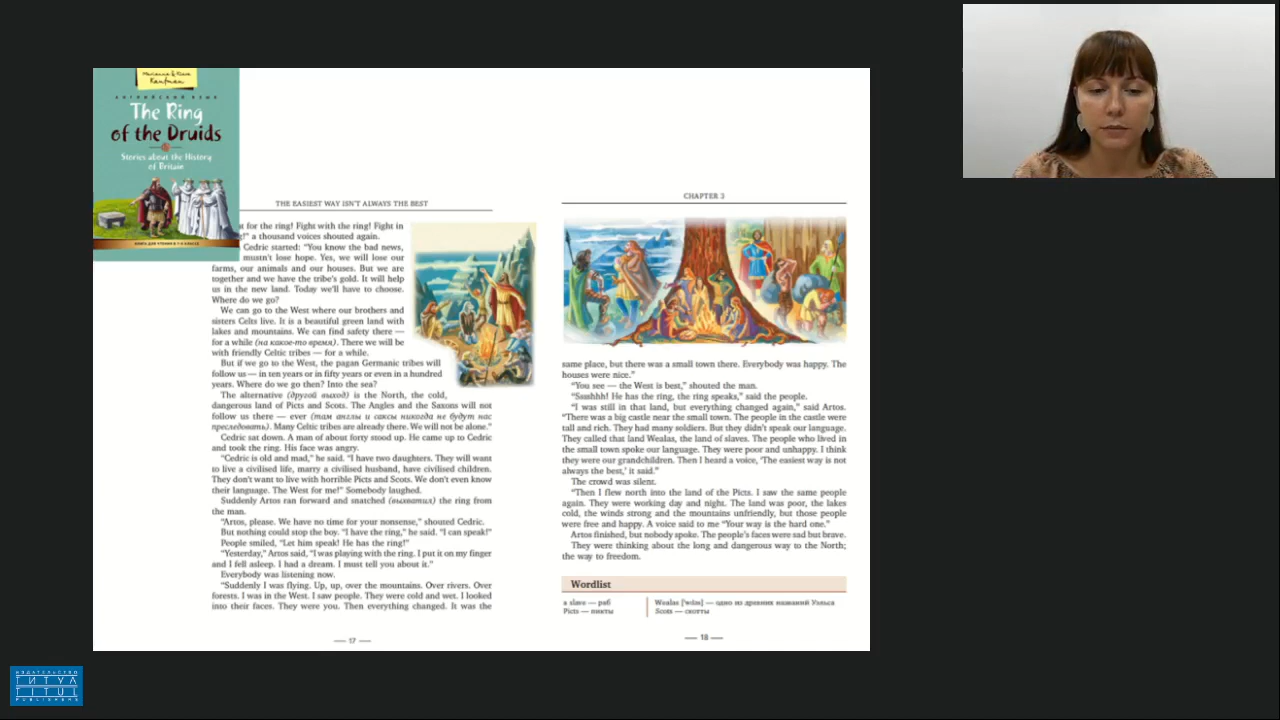 Marianna & Клив
Kaufman
АНГЛИЙСКИЙ ЯЗЫК
The Ring
of the Druids
Stories about the History
of Britain
КНИГА ДЛЯ ЧТЕНИЯ В КЛАССЕ
THE EASIEST WAY ISN'T ALWAYS THE BEST
for the ring! Fight with the ring! Fight in
a thousand voices shouted again.
Cedric started: “You know the bad news,
mustn't lose hope. Yes, we will lose our
farms, our animals and our houses. But we are
together and we have the tribe's gold. It will help
us in the new land. Today we'll have to choose.
Where do we go?
We can go to the West where our brothers and
sisters Celts live. It is a beautiful green land with
lakes and mountains. We can find safety there —
for a while (на какое-то время). There we will be
with friendly Celtic tribes — for a while.
But if we go to the West, the pagan Germanic tribes will
follow us — in ten years or in fifty years or even in a hundred
years. Where do we go then? Into the sea?
The alternative (другой выход) is the North, the cold,
dangerous land of Picts and Scots. The Angles and the Saxons will not
follow us there — ever (там англы и саксы никогда не будут нас
преследовать). Many Celtic tribes are already there. We will not be alone.”
Cedric sat down. A man of about forty stood up. He came up to Cedric
and took the ring. His face was angry.
“Cedric is old and mad,” he said. “I have two daughters. They will want
to live a civilised life, marry a civilised husband, have civilised children.
They don't want to live with horrible Picts and Scots. We don't even know
their language. The West for me!” Somebody laughed.
Suddenly Artos ran forward and snatched (выхватил) the ring from
the man.
“Artos, please. We have no time for your nonsense,” shouted Cedric.
But nothing could stop the boy. “I have the ring,” he said. “I can speak!”
People smiled, “Let him speak! He has the ring!”
“Yesterday,” Artos said, “I was playing with the ring. I put it on my finger
and I fell asleep. I had a dream. I must tell you about it.”
Everybody was listening now.
“Suddenly I was flying. Up, up, over the mountains. Over rivers. Over
forests. I was in the West. I saw people. They were cold and wet. I looked
into their faces. They were you. Then everything changed. It was the
— 17 —
CHAPTER 3
same place, but there was a small town there. Everybody was happy. The
houses were nice.”
“You see — the West is best,” shouted the man.
“Sssshhh! He has the ring, the ring speaks,” said the people.
“I was still in that land, but everything changed again,” said Artos.
“There was a big castle near the small town. The people in the castle were
tall and rich. They had many soldiers. But they didn't speak our language.
They called that land Wealas, the land of slaves. The people who lived in
the small town spoke our language. They were poor and unhappy. I think
they were our grandchildren. Then I heard a voice, ‘The easiest way is not
always the best,’ it said.”
The crowd was silent.
“Then I flew north into the land of the Picts. I saw the same people
again. They were working day and night. The land was poor, the lakes
cold, the winds strong and the mountains unfriendly, but those people
were free and happy. A voice said to me “Your way is the hard one.”
Artos finished, but nobody spoke. The people's faces were sad but brave.
They were thinking about the long and dangerous way to the North;
the way to freedom.
Wordlist
a slave — раб
Picts — пикты
Wealas — одно из древних названий Уэльса
Scots — скотты
— 18 —
ИЗДАТЕЛЬСТВО
ТИТУЛ
TITUL
PUBLISHERS